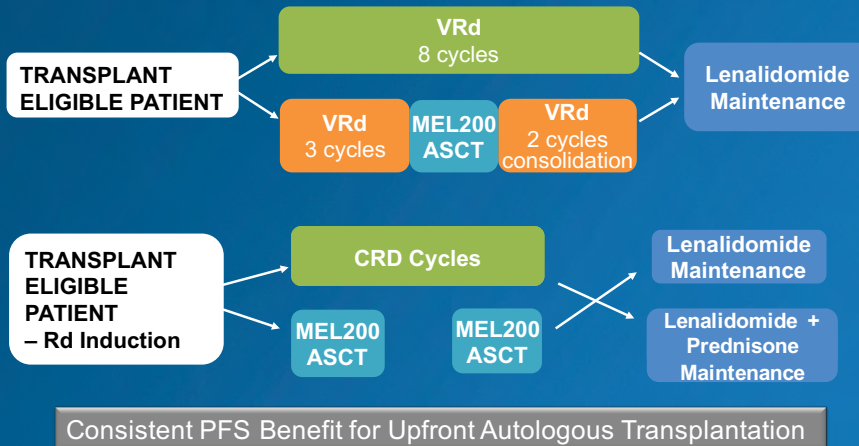 VRd
8 cycles
TRANSPLANT
ELIGIBLE PATIENT
Lenalidomide
Maintenance
VRd
3 cycles
MEL200
ASCT
VRd
2 cycles
consolidation
TRANSPLANT
ELIGIBLE
PATIENT
– Rd Induction
CRD Cycles
MEL200
ASCT
MEL200
ASCT
Lenalidomide
Maintenance
Lenalidomide +
Prednisone
Maintenance
Consistent PFS Benefit for Upfront Autologous Transplantation